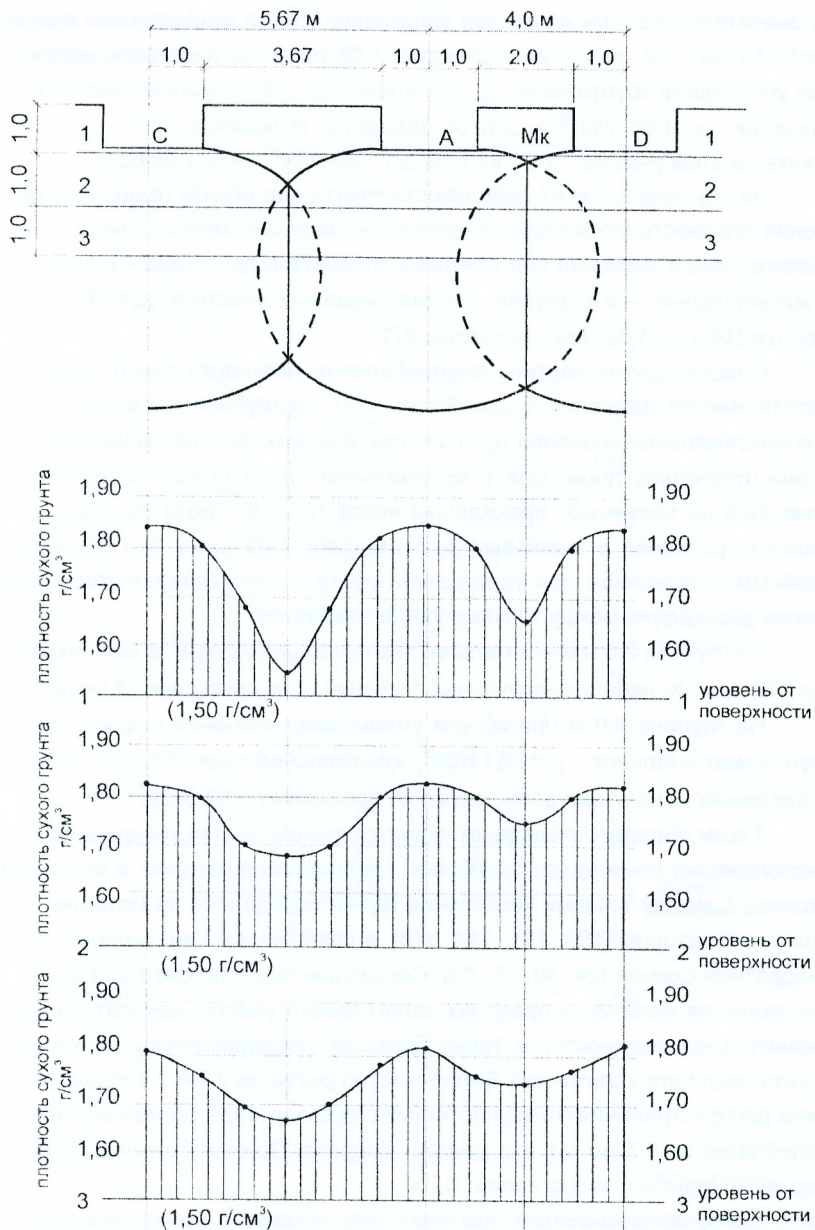 5,67 м 4,0 м
1,0 3,67 1,0 1,0 2,0 1,0
1,0 1 C A Мк D 1
1,0 2 2
1,0 3 3
плотность сухого грунта г/см³
1,90 1,90
1,80 1,80
1,70 1,70
1,60 1,60
1 (1,50 г/см³) 1 уровень от поверхности
плотность сухого грунта г/см³
1,90 1,90
1,80 1,80
1,70 1,70
1,60 1,60
2 (1,50 г/см³) 2 уровень от поверхности
плотность сухого грунта г/см³
1,90 1,90
1,80 1,80
1,70 1,70
1,60 1,60
3 (1,50 г/см³) 3 уровень от поверхности